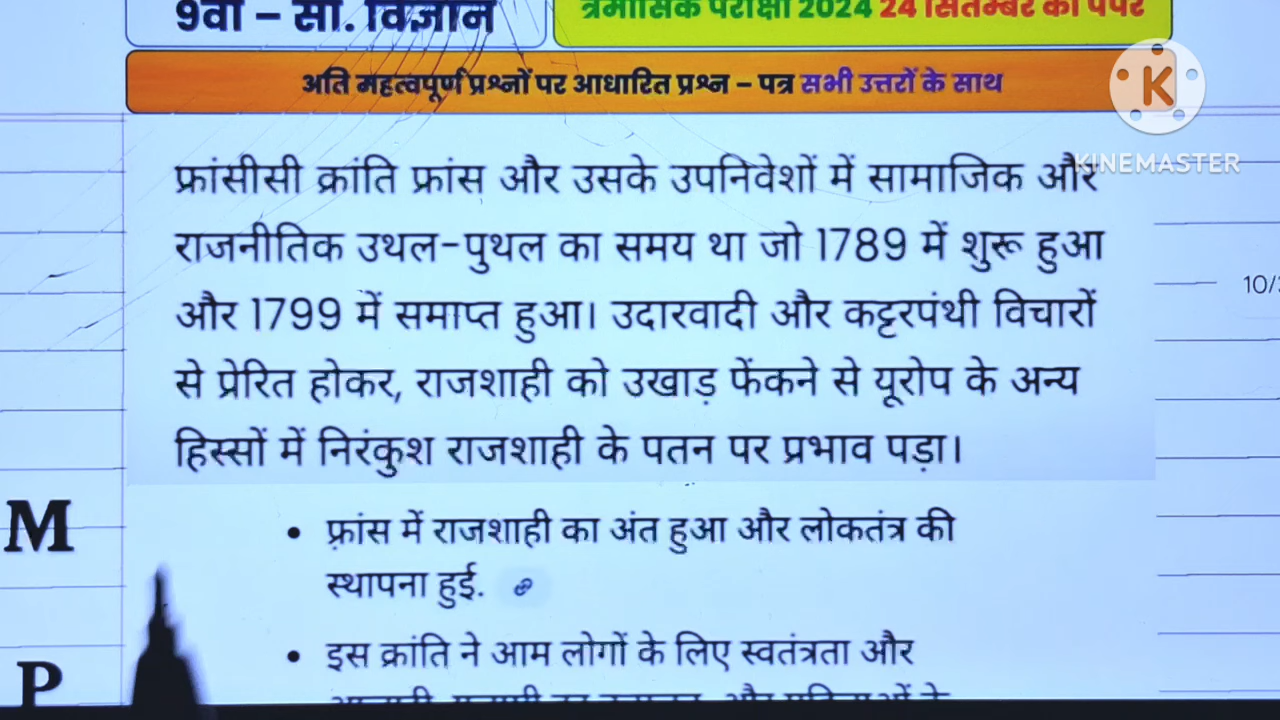 9वीं – सा. विज्ञान
त्रैमासिक परीक्षा 2024 24 सितम्बर का पेपर
अति महत्वपूर्ण प्रश्नों पर आधारित प्रश्न – पत्र सभी उत्तरों के साथ
K
KINEMASTER
फ्रांसीसी क्रांति फ्रांस और उसके उपनिवेशों में सामाजिक और
राजनीतिक उथल-पुथल का समय था जो 1789 में शुरू हुआ
और 1799 में समाप्त हुआ। उदारवादी और कट्टरपंथी विचारों
से प्रेरित होकर, राजशाही को उखाड़ फेंकने से यूरोप के अन्य
हिस्सों में निरंकुश राजशाही के पतन पर प्रभाव पड़ा।
10/
M
• फ़्रांस में राजशाही का अंत हुआ और लोकतंत्र की
स्थापना हुई.
• इस क्रांति ने आम लोगों के लिए स्वतंत्रता और
P